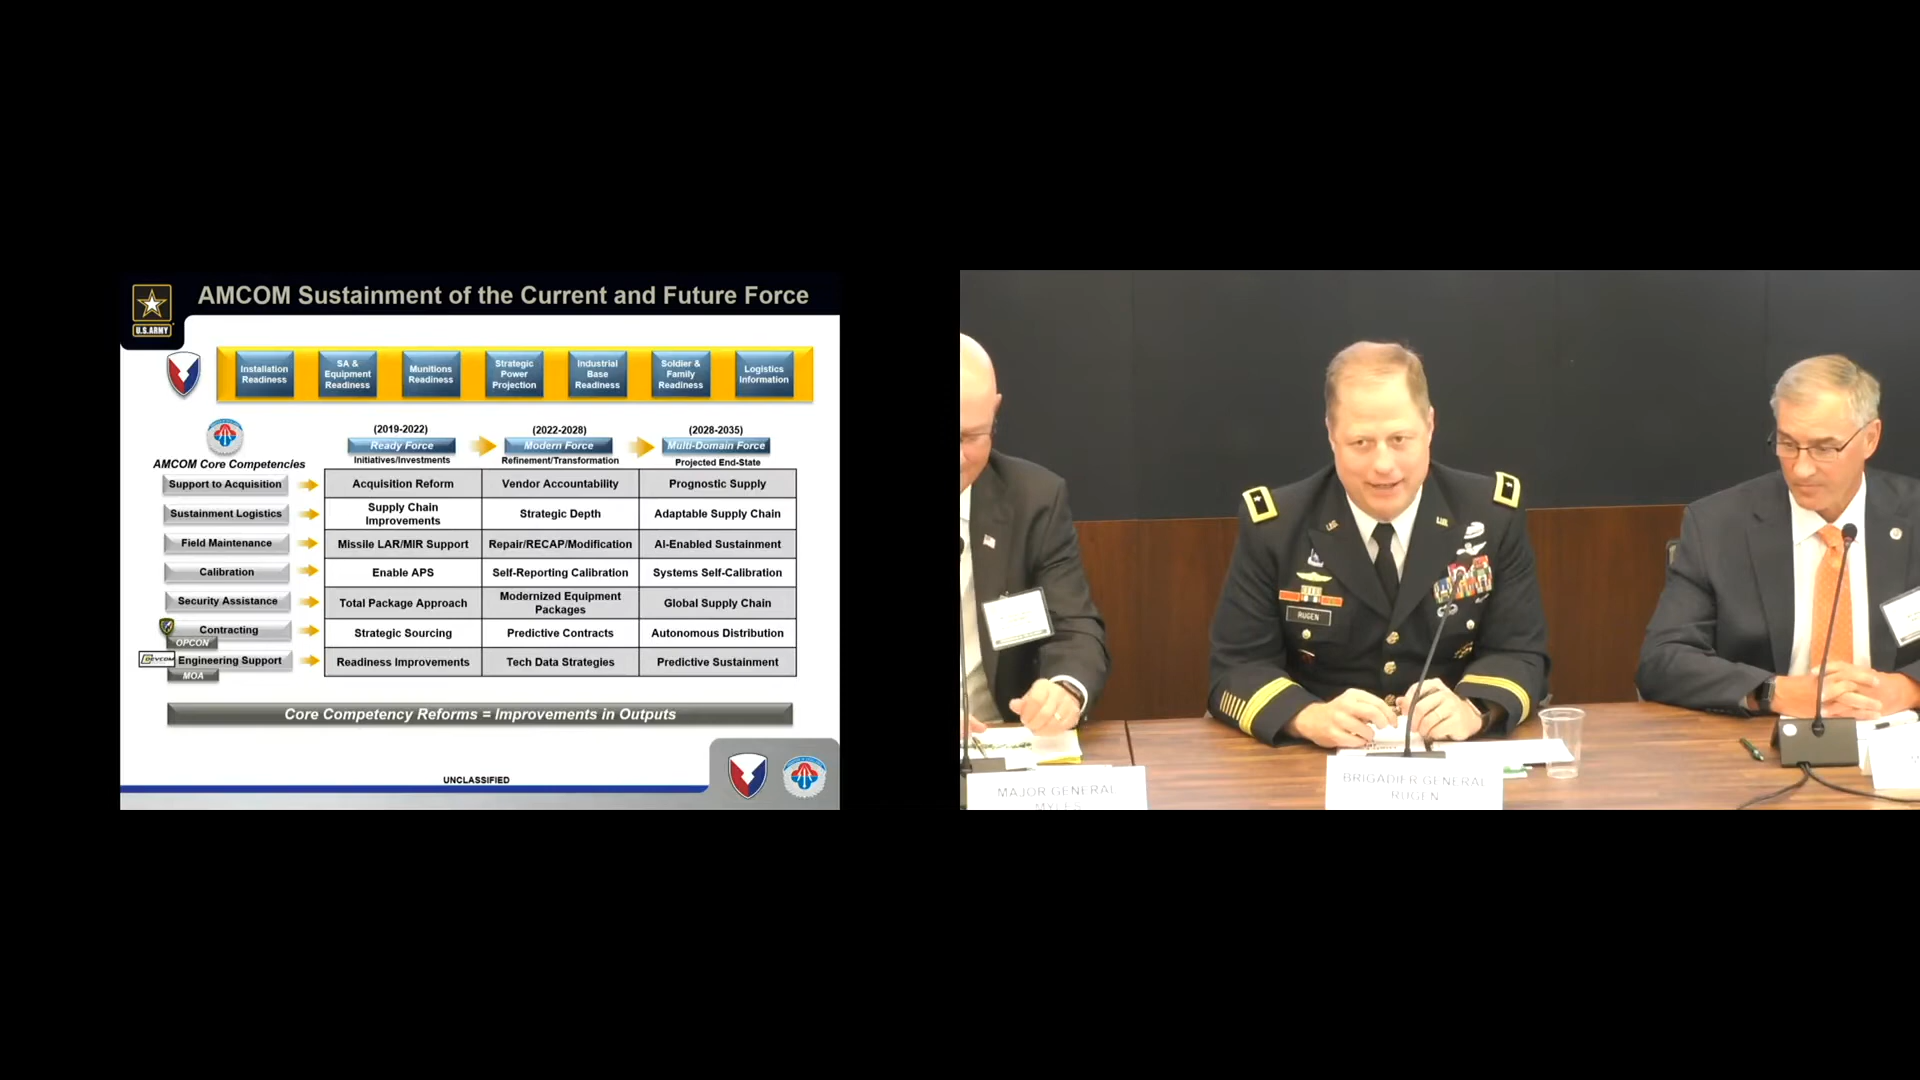 AMCOM Sustainment of the Current and Future Force
U.S.ARMY
Installation
Readiness
SA &
Equipment
Readiness
Munitions
Readiness
Strategic
Power
Projection
Industrial
Base
Readiness
Soldier &
Family
Readiness
Logistics
Information
(2019-2022)
(2022-2028)
(2028-2035)
Ready Force
Modern Force
Multi-Domain Force
Initiatives/Investments
Refinement/Transformation
Projected End-State
AMCOM Core Competencies
Support to Acquisition
Acquisition Reform
Vendor Accountability
Prognostic Supply
Sustainment Logistics
Supply Chain
Improvements
Strategic Depth
Adaptable Supply Chain
Field Maintenance
Missile LAR/MIR Support
Repair/RECAP/Modification
AI-Enabled Sustainment
Calibration
Enable APS
Self-Reporting Calibration
Systems Self-Calibration
Security Assistance
Total Package Approach
Modernized Equipment
Packages
Global Supply Chain
Contracting
OPCON
Strategic Sourcing
Predictive Contracts
Autonomous Distribution
DEVCOM
Engineering Support
MOA
Readiness Improvements
Tech Data Strategies
Predictive Sustainment
Core Competency Reforms = Improvements in Outputs
UNCLASSIFIED
RUGEN
MAJOR GENERAL
MYLES
BRIGADIER GENERAL
RUGEN